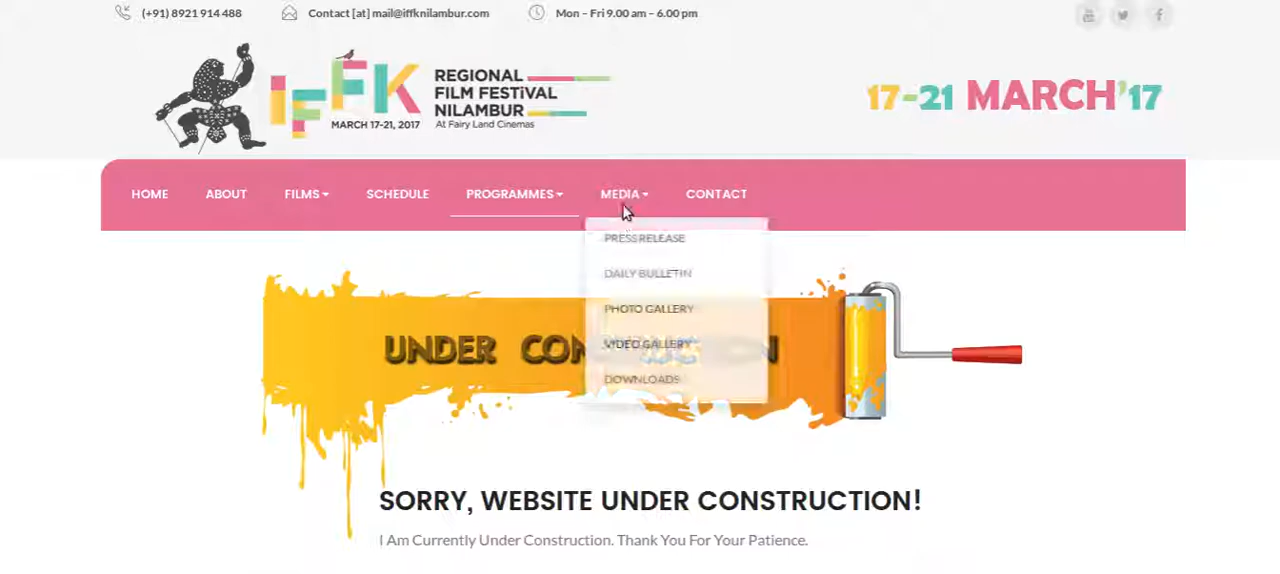 (+91) 8921 914 488
Contact [at] mail@iffknilambur.com
Mon – Fri 9.00 am – 6.00 pm
IFFK
REGIONAL
FILM FESTiVAL
NILAMBUR
MARCH 17-21, 2017
At Fairy Land Cinemas
17-21 MARCH'17
HOME
ABOUT
FILMS
SCHEDULE
PROGRAMMES
MEDIA
CONTACT
PRESS RELEASE
DAILY BULLETIN
PHOTO GALLERY
VIDEO GALLERY
DOWNLOADS
UNDER CONSTRUCTION
SORRY, WEBSITE UNDER CONSTRUCTION!
I Am Currently Under Construction. Thank You For Your Patience.